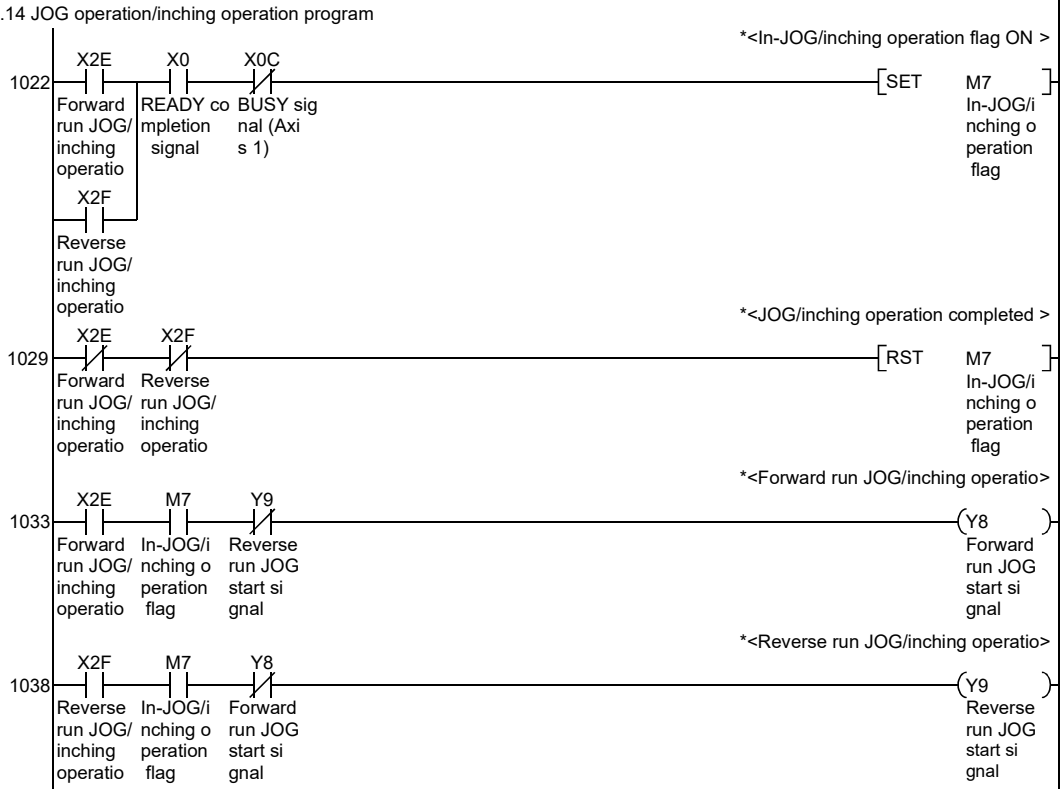 .14 JOG operation/inching operation program
*<In-JOG/inching operation flag ON >
X2E X0 X0C
1022 SET M7
Forward READY co BUSY sig In-JOG/i
run JOG/ mpletion nal (Axi nching o
inching signal s 1) peration
operatio flag
X2F
Reverse
run JOG/
inching
operatio
*<JOG/inching operation completed >
X2E X2F
1029 RST M7
Forward Reverse In-JOG/i
run JOG/ run JOG/ nching o
inching inching peration
operatio operatio flag
*<Forward run JOG/inching operatio>
X2E M7 Y9
1033 Y8
Forward In-JOG/i Reverse Forward
run JOG/ nching o run JOG run JOG
inching peration start si start si
operatio flag gnal gnal
*<Reverse run JOG/inching operatio>
X2F M7 Y8
1038 Y9
Reverse In-JOG/i Forward Reverse
run JOG/ nching o run JOG run JOG
inching peration start si start si
operatio flag gnal gnal